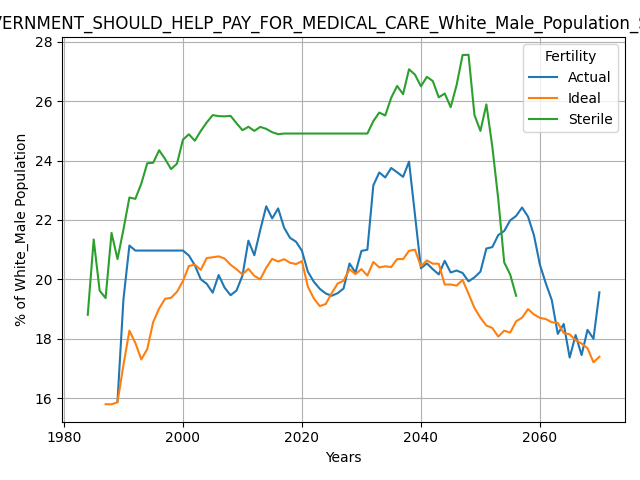 VERNMENT_SHOULD_HELP_PAY_FOR_MEDICAL_CARE_White_Male_Population_
Fertility
Actual
Ideal
Sterile
% of White_Male Population
28
26
24
22
20
18
16
1980
2000
2020
2040
2060
Years